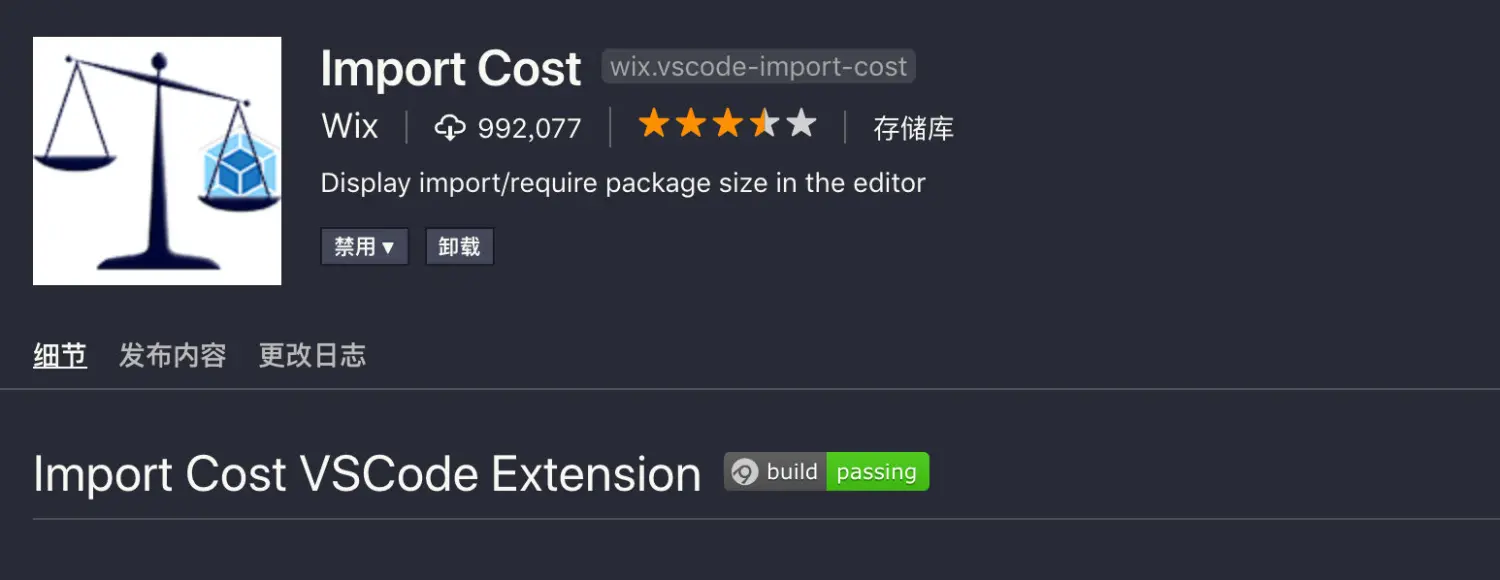 Import Cost wix.vscode-import-cost
Wix 992,077 存储库
Display import/require package size in the editor
禁用 ▼ 卸载
细节 发布内容 更改日志
Import Cost VSCode Extension build passing